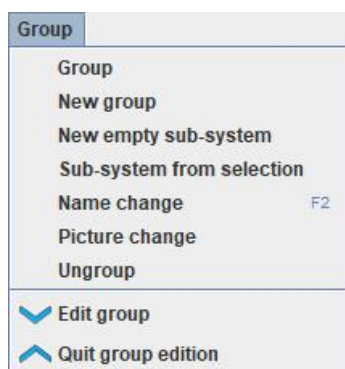 Group
Group
New group
New empty sub-system
Sub-system from selection
Name change F2
Picture change
Ungroup
Edit group
Quit group edition